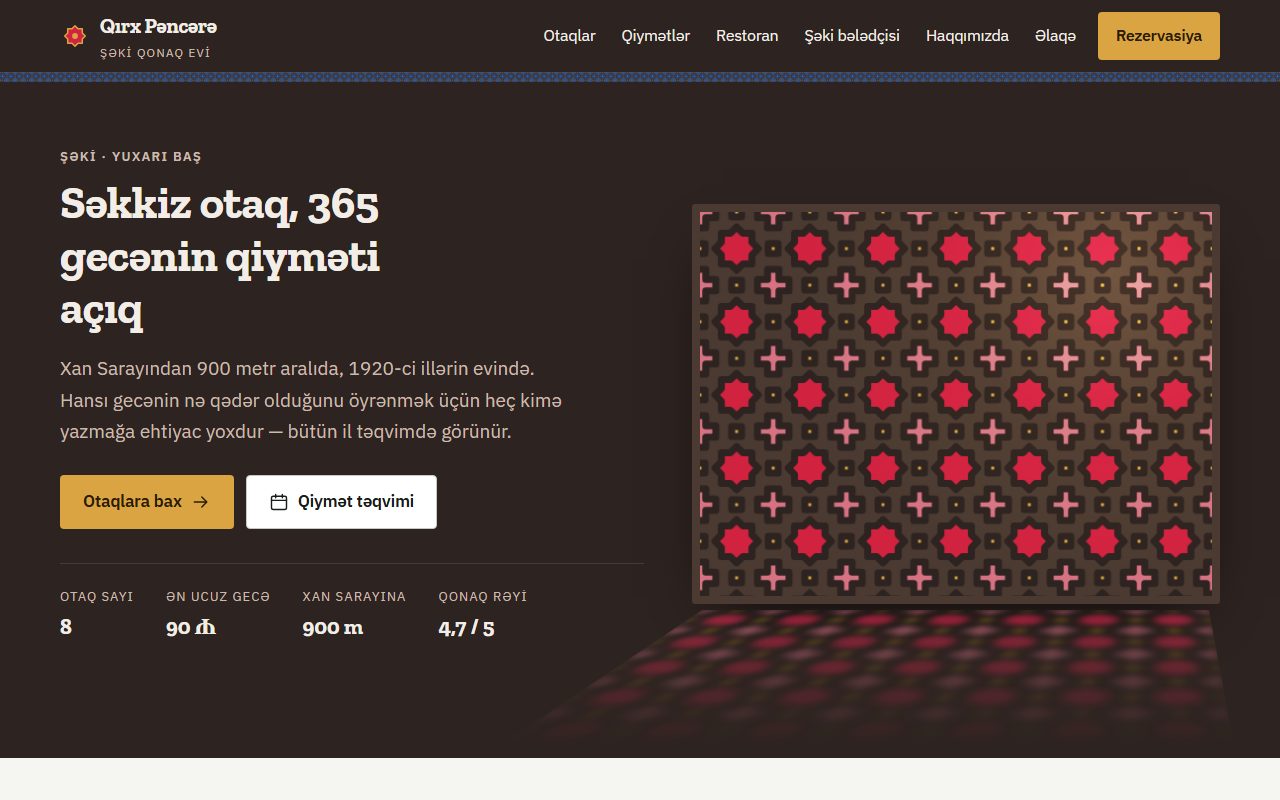 Qırx Pəncərə
ŞƏKİ QONAQ EVİ
Otaqlar Qiymətlər Restoran Şəki bələdçisi Haqqımızda Əlaqə Rezervasiya
ŞƏKİ · YUXARI BAŞ
Səkkiz otaq, 365
gecənin qiyməti
açıq
Xan Sarayından 900 metr aralıda, 1920-ci illərin evində.
Hansı gecənin nə qədər olduğunu öyrənmək üçün heç kimə
yazmağa ehtiyac yoxdur — bütün il təqvimdə görünür.
Otaqlara bax → Qiymət təqvimi
OTAQ SAYI ƏN UCUZ GECƏ XAN SARAYINA QONAQ RƏYİ
8 90 ₼ 900 m 4,7 / 5